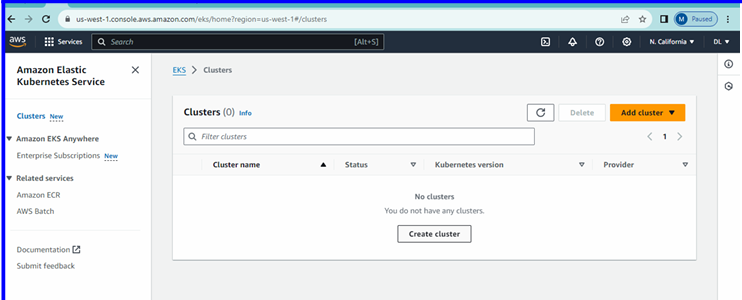 us-west-1.console.aws.amazon.com/eks/home?region=us-west-1#/clusters
M Paused
aws Services Search [Alt+S] N. California DL
Amazon Elastic
Kubernetes Service
Clusters New
Amazon EKS Anywhere
Enterprise Subscriptions New
Related services
Amazon ECR
AWS Batch
Documentation
Submit feedback
EKS > Clusters
Clusters (0) Info
Delete
Add cluster
Filter clusters
1
Cluster name Status Kubernetes version Provider
No clusters
You do not have any clusters.
Create cluster